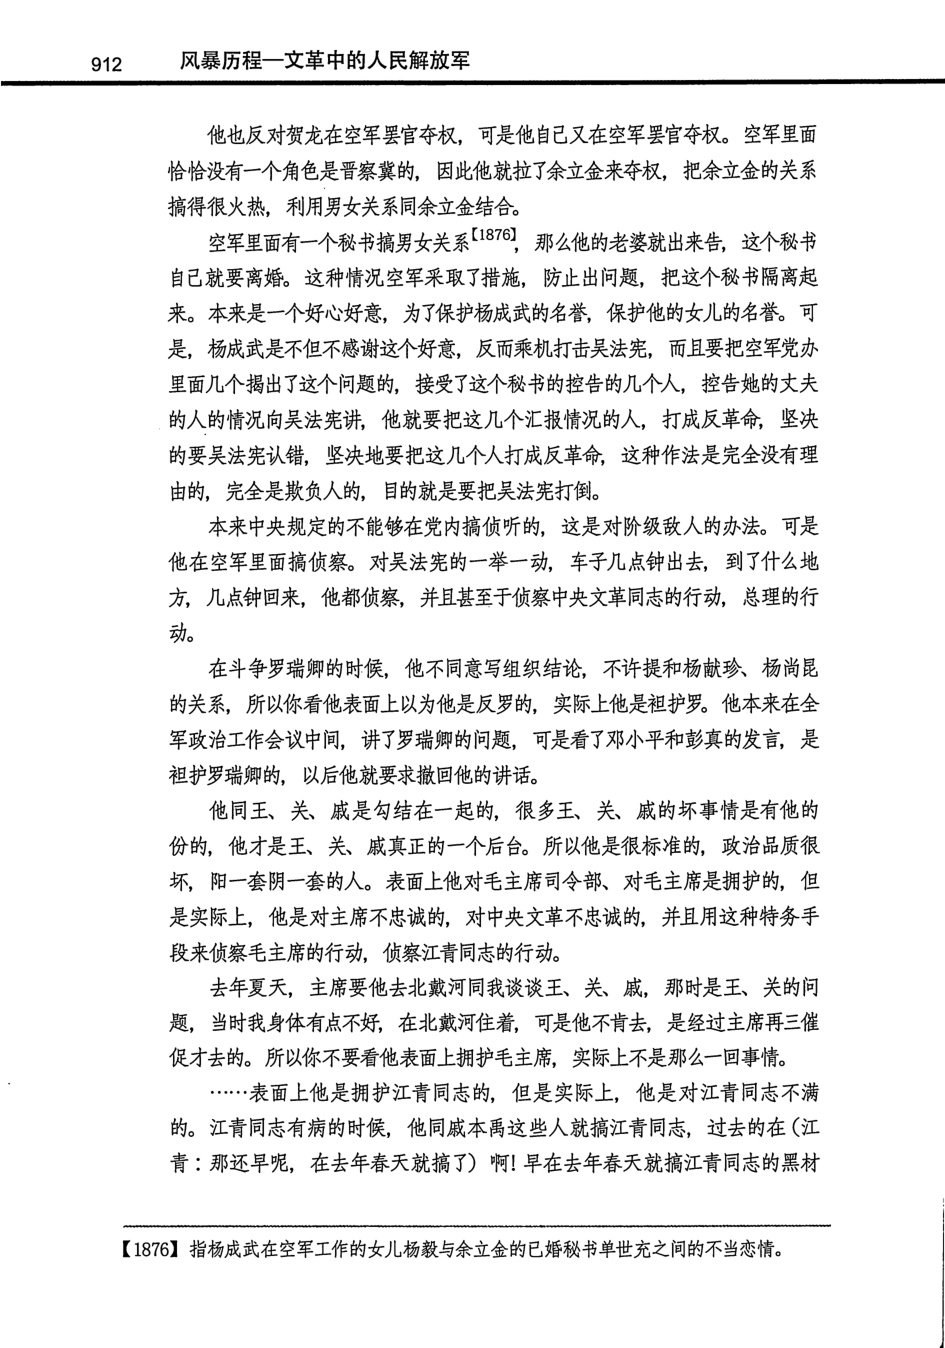 912 风暴历程—文革中的人民解放军
他也反对贺龙在空军罢官夺权，可是他自己又在空军罢官夺权。空军里面
恰恰没有一个角色是晋察冀的，因此他就拉了余立金来夺权，把余立金的关系
搞得很火热，利用男女关系同余立金结合。
空军里面有一个秘书搞男女关系【1876】，那么他的老婆就出来告，这个秘书
自己就要离婚。这种情况空军采取了措施，防止出问题，把这个秘书隔离起
来。本来是一个好心好意，为了保护杨成武的名誉，保护他的女儿的名誉。可
是，杨成武是不但不感谢这个好意，反而乘机打击吴法宪，而且要把空军党办
里面几个揭出了这个问题的，接受了这个秘书的控告的几个人，控告她的丈夫
的人的情况向吴法宪讲，他就要把这几个汇报情况的人，打成反革命，坚决
的要吴法宪认错，坚决地要把这几个人打成反革命，这种作法是完全没有理
由的，完全是欺负人的，目的就是要把吴法宪打倒。
本来中央规定的不能够在党内搞侦听的，这是对阶级敌人的办法。可是
他在空军里面搞侦察。对吴法宪的一举一动，车子几点钟出去，到了什么地
方，几点钟回来，他都侦察，并且甚至于侦察中央文革同志的行动，总理的行
动。
在斗争罗瑞卿的时候，他不同意写组织结论，不许提和杨献珍、杨尚昆
的关系，所以你看他表面上以为他是反罗的，实际上他是袒护罗。他本来在全
军政治工作会议中间，讲了罗瑞卿的问题，可是看了邓小平和彭真的发言，是
袒护罗瑞卿的，以后他就要求撤回他的讲话。
他同王、关、戚是勾结在一起的，很多王、关、戚的坏事情是有他的
份的，他才是王、关、戚真正的一个后台。所以他是很标准的，政治品质很
坏，阳一套阴一套的人。表面上他对毛主席司令部、对毛主席是拥护的，但
是实际上，他是对主席不忠诚的，对中央文革不忠诚的，并且用这种特务手
段来侦察毛主席的行动，侦察江青同志的行动。
去年夏天，主席要他去北戴河同我谈谈王、关、戚，那时是王、关的问
题，当时我身体有点不好，在北戴河住着，可是他不肯去，是经过主席再三催
促才去的。所以你不要看他表面上拥护毛主席，实际上不是那么一回事情。
……表面上他是拥护江青同志的，但是实际上，他是对江青同志不满
的。江青同志有病的时候，他同戚本禹这些人就搞江青同志，过去的在（江
青：那还早呢，在去年春天就搞了）啊！早在去年春天就搞江青同志的黑材
【1876】指杨成武在空军工作的女儿杨毅与余立金的已婚秘书单世充之间的不当恋情。